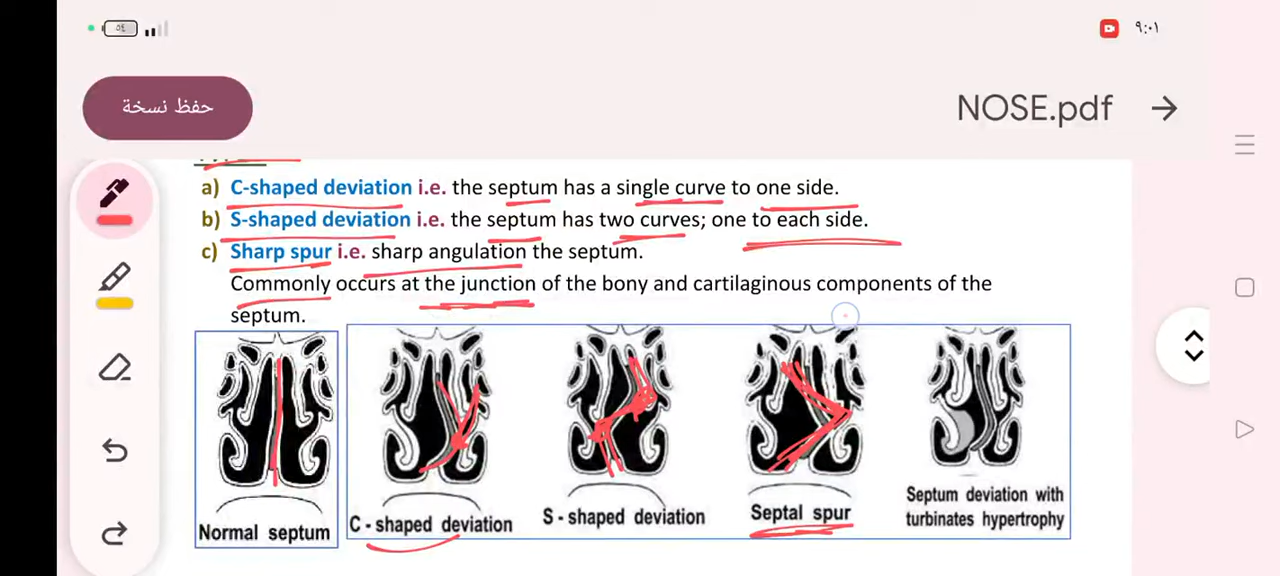 ٩:٠١
٥٤
حفظ نسخة
NOSE.pdf
a) C-shaped deviation i.e. the septum has a single curve to one side.
b) S-shaped deviation i.e. the septum has two curves; one to each side.
c) Sharp spur i.e. sharp angulation the septum.
Commonly occurs at the junction of the bony and cartilaginous components of the
septum.
Normal septum
C - shaped deviation
S - shaped deviation
Septal spur
Septum deviation with
turbinates hypertrophy